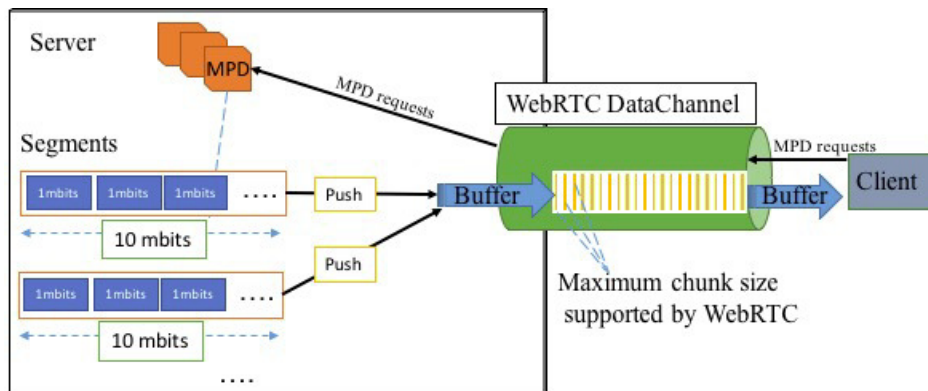 Server
MPD
MPD requests
WebRTC DataChannel
Segments
MPD requests
1mbits 1mbits 1mbits ....
Push
Buffer
Buffer
Client
10 mbits
Push
1mbits 1mbits 1mbits ....
Maximum chunk size
supported by WebRTC
10 mbits
....